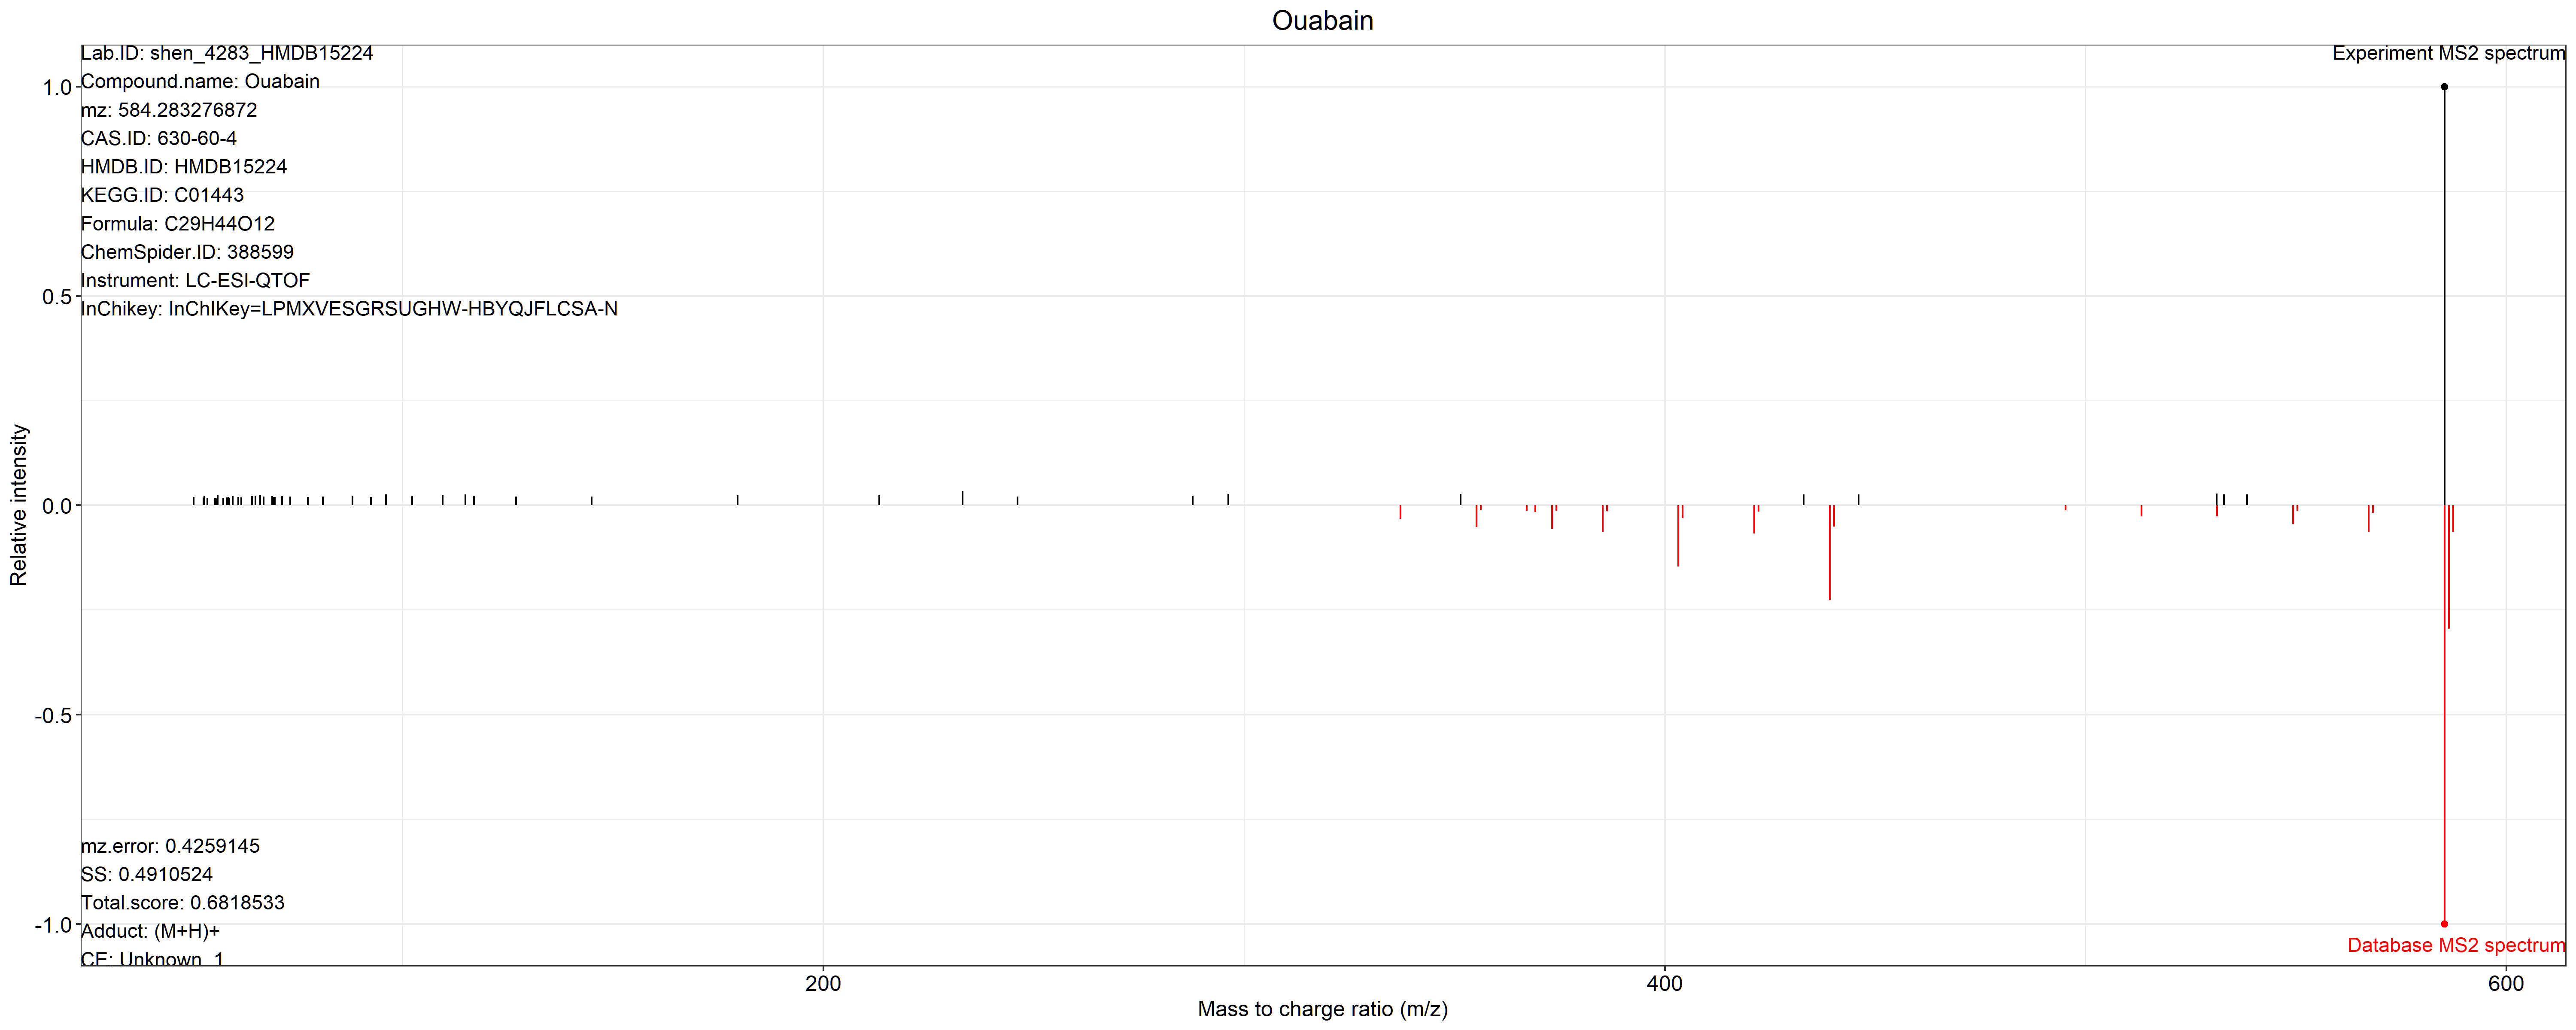 Ouabain
Lab.ID: shen_4283_HMDB15224
Experiment MS2 spectrum
Compound.name: Ouabain
mz: 584.283276872
CAS.ID: 630-60-4
HMDB.ID: HMDB15224
KEGG.ID: C01443
Formula: C29H44O12
ChemSpider.ID: 388599
Instrument: LC-ESI-QTOF
InChikey: InChIKey=LPMXVESGRSUGHW-HBYQJFLCSA-N
1.0
0.5
0.0
-0.5
-1.0
Relative intensity
mz.error: 0.4259145
SS: 0.4910524
Total.score: 0.6818533
Adduct: (M+H)+
CE: Unknown_1
Database MS2 spectrum
200
400
600
Mass to charge ratio (m/z)